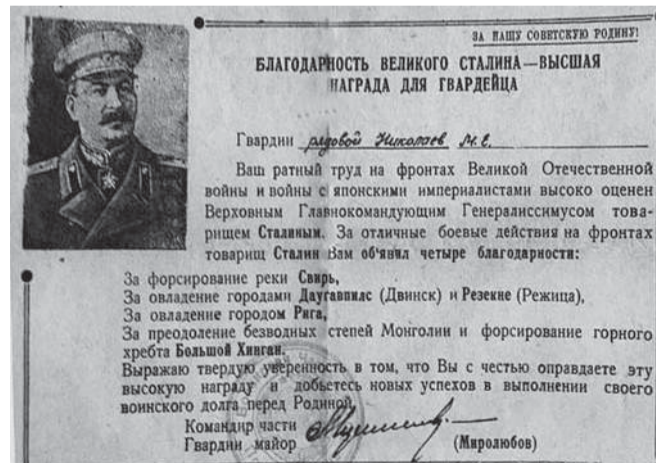 ЗА НАШУ СОВЕТСКУЮ РОДИНУ!
БЛАГОДАРНОСТЬ ВЕЛИКОГО СТАЛИНА—ВЫСШАЯ
НАГРАДА ДЛЯ ГВАРДЕЙЦА
Гвардии рядовой Николаев М.Е.
Ваш ратный труд на фронтах Великой Отечественной
войны и войны с японскими империалистами высоко оценен
Верховным Главнокомандующим Генералиссимусом това-
рищем Сталиным. За отличные боевые действия на фронтах
товарищ Сталин Вам об'явил четыре благодарности:
За форсирование реки Свирь,
За овладение городами Даугавпилс (Двинск) и Резекне (Режица),
За овладение городом Рига,
За преодоление безводных степей Монголии и форсирование горного
хребта Большой Хинган.
Выражаю твердую уверенность в том, что Вы с честью оправдаете эту
высокую награду и добьетесь новых успехов в выполнении своего
воинского долга перед Родиной.
Командир части
Гвардии майор (Миролюбов)